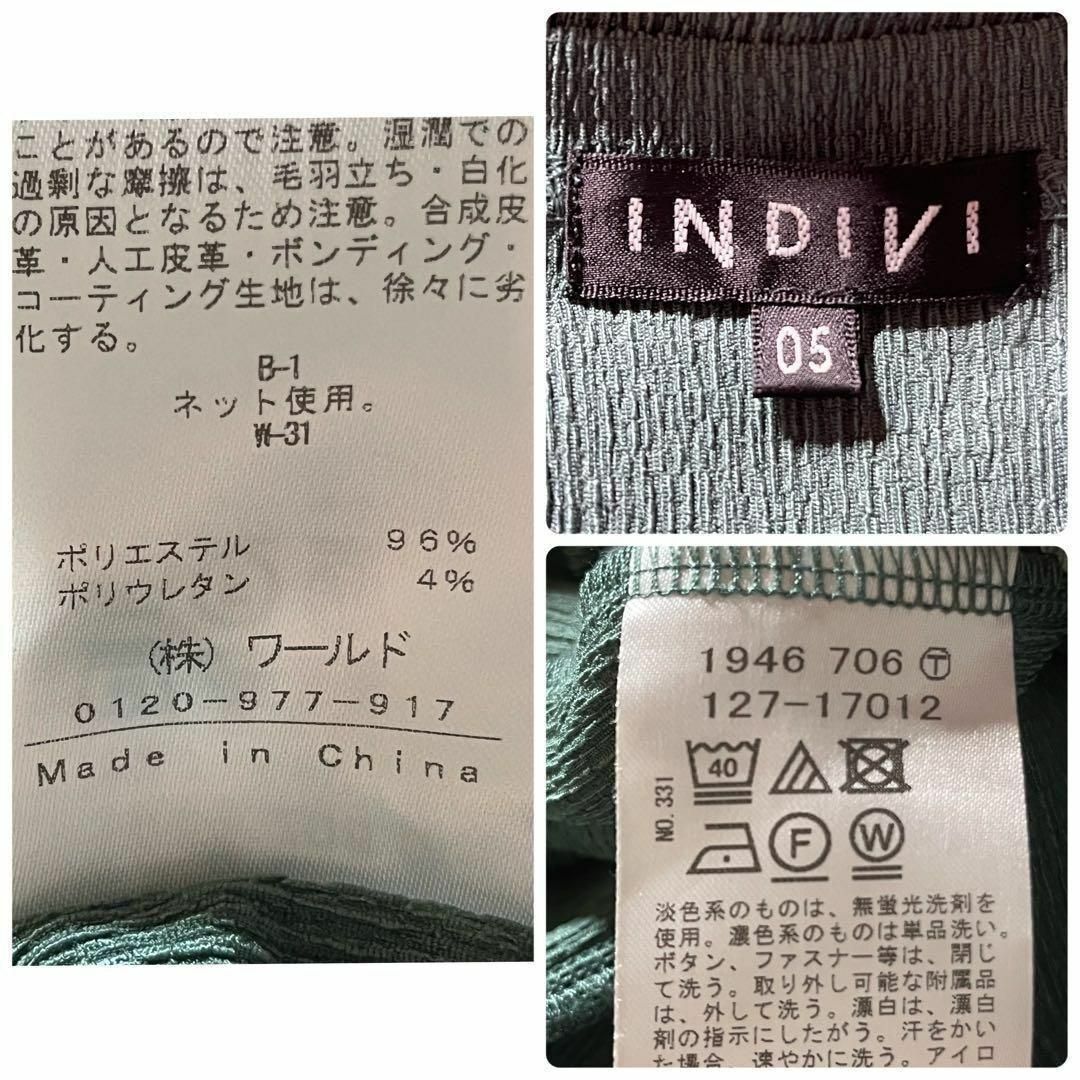 ことがあるので注意。湿潤での
過剰な摩擦は、毛羽立ち・白化
の原因となるため注意。合成皮
革・人工皮革・ボンディング・
コーティング生地は、徐々に劣
化する。
B-1
ネット使用。
W-31
ポリエステル 96%
ポリウレタン 4%
(株) ワールド
0120-977-917
Made in China
INDIVI
05
1946 706 Ⓣ
127-17012
40
NO. 331
F W
淡色系のものは、無蛍光洗剤を
使用。濃色系のものは単品洗い。
ボタン、ファスナー等は、閉じ
て洗う。取り外し可能な附属品
は、外して洗う。漂白は、漂白
剤の指示にしたがう。汗をかい
た場合、速やかに洗う。アイロ